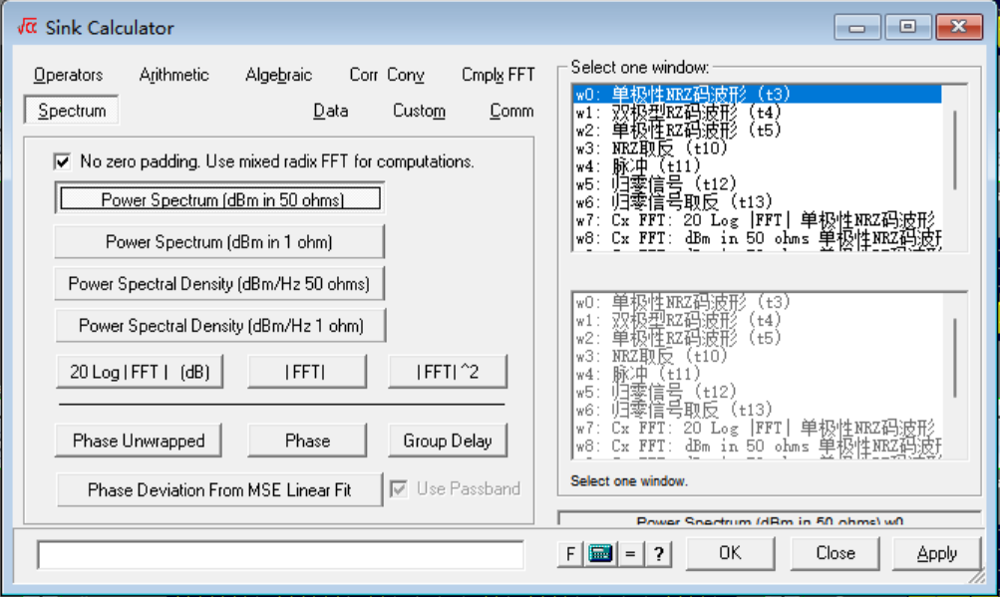 Sink Calculator
Operators Arithmetic Algebraic Corr Conv Cmplx FFT
Spectrum Data Custom Comm
No zero padding. Use mixed radix FFT for computations.
Power Spectrum (dBm in 50 ohms)
Power Spectrum (dBm in 1 ohm)
Power Spectral Density (dBm/Hz 50 ohms)
Power Spectral Density (dBm/Hz 1 ohm)
20 Log | FFT | (dB) | FFT| | FFT| ^2
Phase Unwrapped Phase Group Delay
Phase Deviation From MSE Linear Fit Use Passband
Select one window:
w0: 单极性NRZ码波形 (t3)
w1: 双极型RZ码波形 (t4)
w2: 单极性RZ码波形 (t5)
w3: NRZ取反 (t10)
w4: 脉冲 (t11)
w5: 归零信号 (t12)
w6: 归零信号取反 (t13)
w7: Cx FFT: 20 Log |FFT| 单极性NRZ码波形
w8: Cx FFT: dBm in 50 ohms 单极性NRZ码波形
w0: 单极性NRZ码波形 (t3)
w1: 双极型RZ码波形 (t4)
w2: 单极性RZ码波形 (t5)
w3: NRZ取反 (t10)
w4: 脉冲 (t11)
w5: 归零信号 (t12)
w6: 归零信号取反 (t13)
w7: Cx FFT: 20 Log |FFT| 单极性NRZ码波形
w8: Cx FFT: dBm in 50 ohms 单极性NRZ码波形
Select one window.
Power Spectrum (dBm in 50 ohms) w0
F = ? OK Close Apply